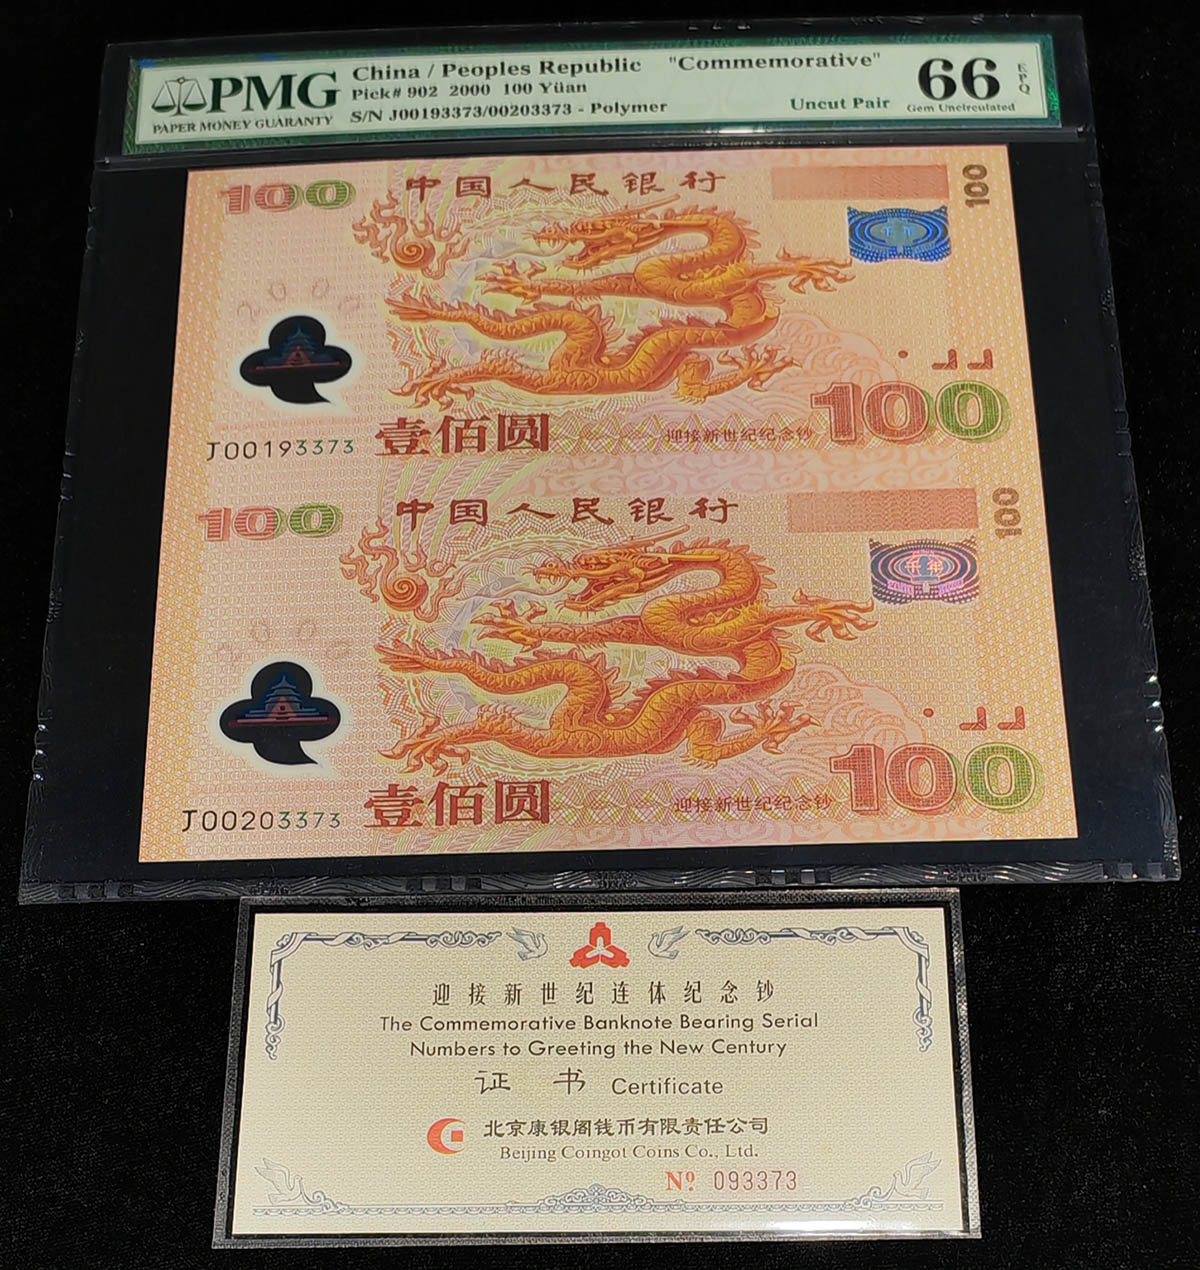 PMG
PAPER MONEY GUARANTY
China / Peoples Republic "Commemorative"
Pick# 902 2000 100 Yüan
S/N J00193373/00203373 - Polymer
Uncut Pair
66 EPQ
Gem Uncirculated
100 中国人民银行 100
2000
J00193373 壹佰圆 迎接新世纪纪念钞 100
100 中国人民银行 100
千禧
J00203373 壹佰圆 迎接新世纪纪念钞 100
迎接新世纪连体纪念钞
The Commemorative Banknote Bearing Serial
Numbers to Greeting the New Century
证 书 Certificate
北京康银阁钱币有限责任公司
Beijing Coingot Coins Co., Ltd.
Nº 093373
PMG